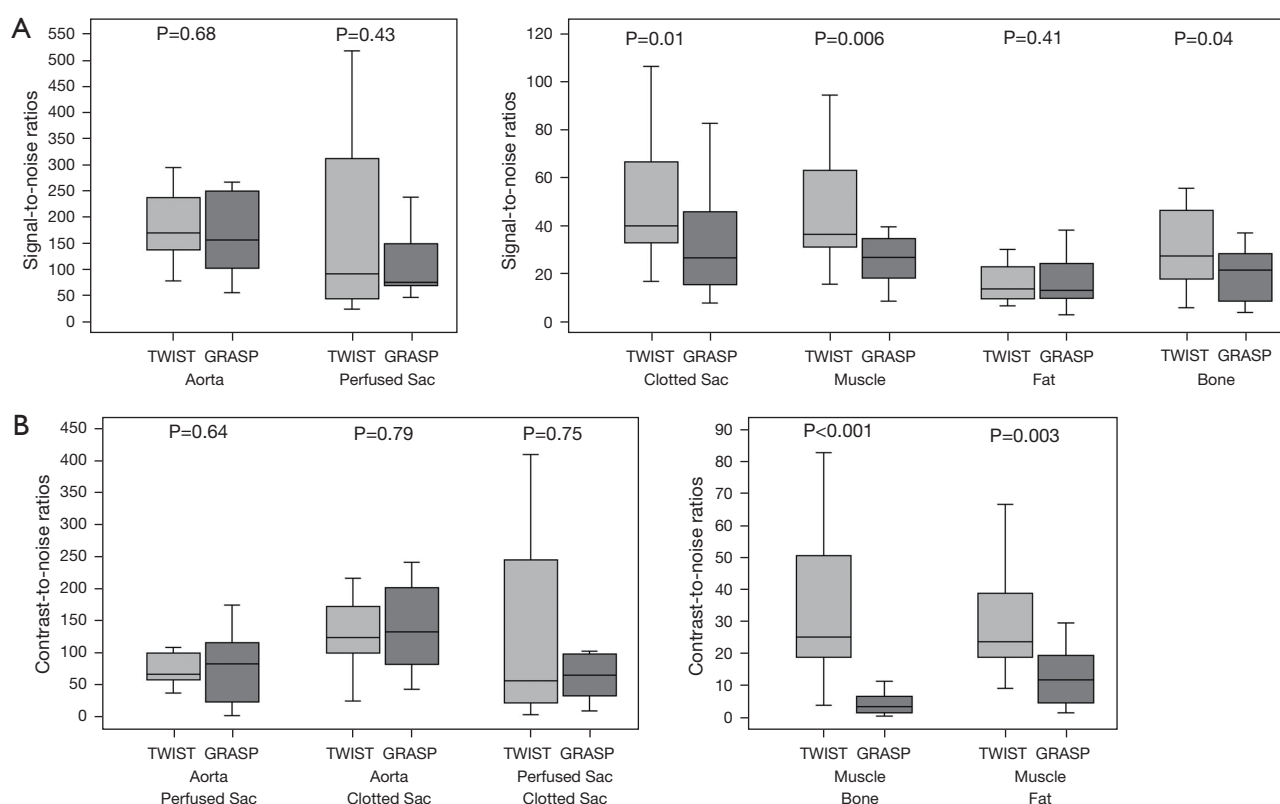 A
Signal-to-noise ratios
550
500
450
400
350
300
250
200
150
100
50
0
P=0.68
P=0.43
TWIST GRASP
Aorta
TWIST GRASP
Perfused Sac
Signal-to-noise ratios
120
100
80
60
40
20
0
P=0.01
P=0.006
P=0.41
P=0.04
TWIST GRASP
Clotted Sac
TWIST GRASP
Muscle
TWIST GRASP
Fat
TWIST GRASP
Bone
B
Contrast-to-noise ratios
450
400
350
300
250
200
150
100
50
0
P=0.64
P=0.79
P=0.75
TWIST GRASP
Aorta
Perfused Sac
TWIST GRASP
Aorta
Clotted Sac
TWIST GRASP
Perfused Sac
Clotted Sac
Contrast-to-noise ratios
90
80
70
60
50
40
30
20
10
0
P<0.001
P=0.003
TWIST GRASP
Muscle
Bone
TWIST GRASP
Muscle
Fat